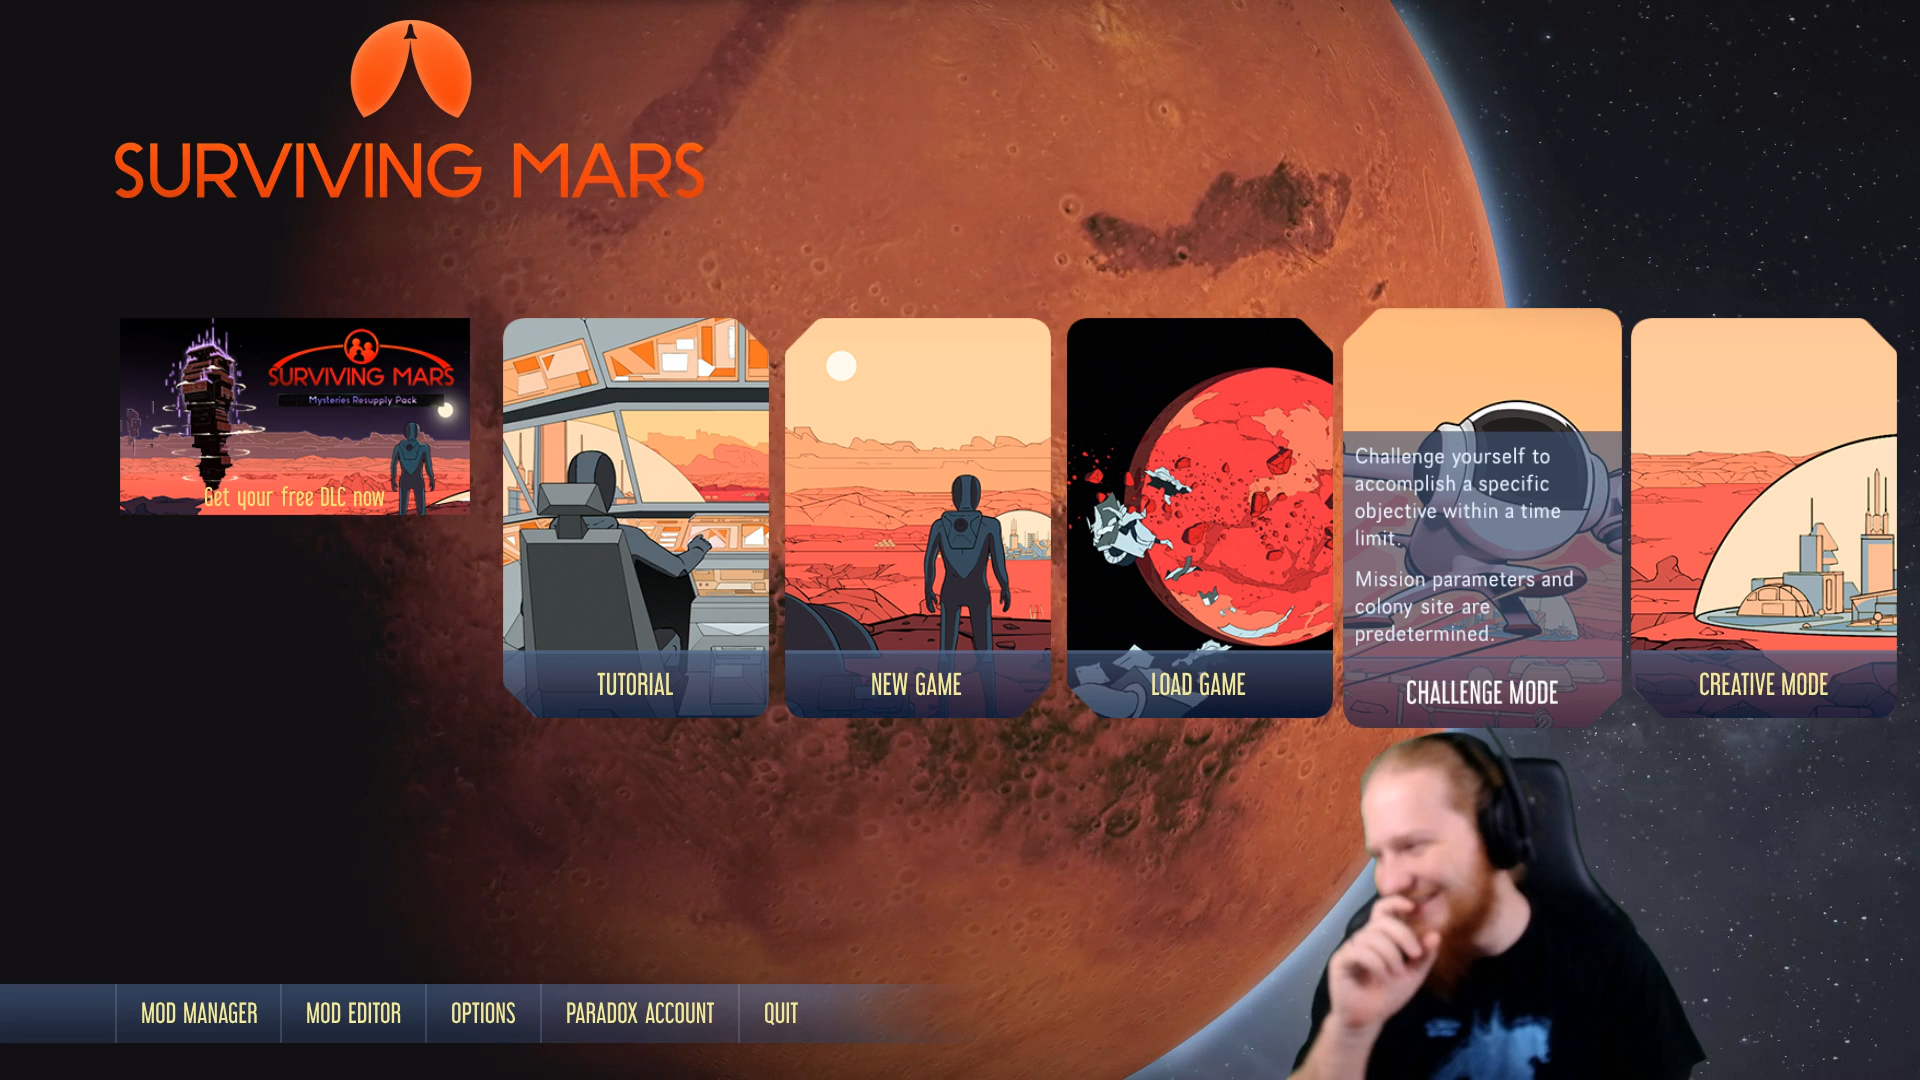 SURVIVING MARS
SURVIVING MARS
Mysteries Resupply Pack
Get your free DLC now
TUTORIAL
NEW GAME
LOAD GAME
Challenge yourself to
accomplish a specific
objective within a time
limit.
Mission parameters and
colony site are
predetermined.
CHALLENGE MODE
CREATIVE MODE
MOD MANAGER
MOD EDITOR
OPTIONS
PARADOX ACCOUNT
QUIT